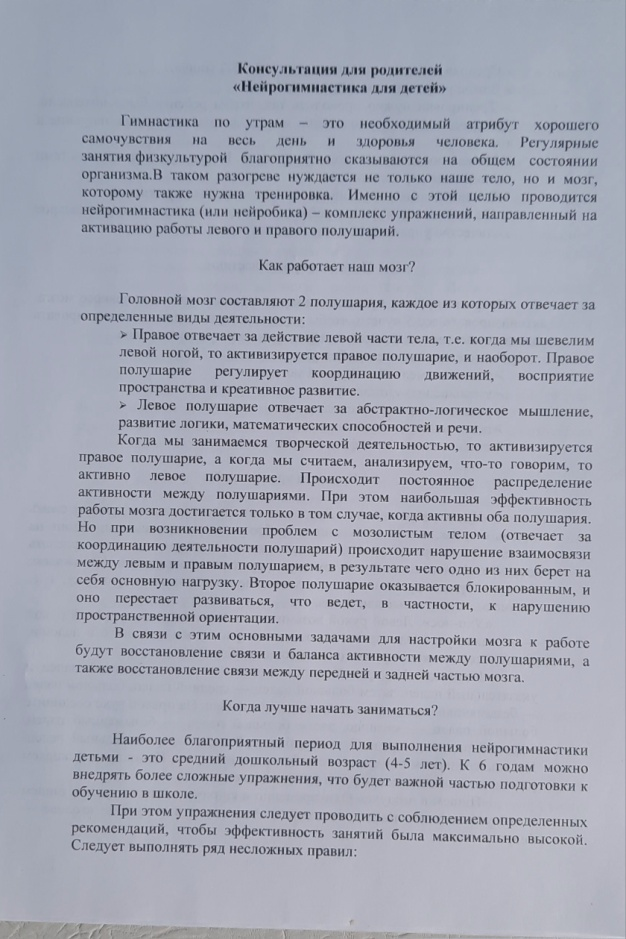 Консультация для родителей
«Нейрогимнастика для детей»
Гимнастика по утрам – это необходимый атрибут хорошего
самочувствия на весь день и здоровья человека. Регулярные
занятия физкультурой благоприятно сказываются на общем состоянии
организма.В таком разогреве нуждается не только наше тело, но и мозг,
которому также нужна тренировка. Именно с этой целью проводится
нейрогимнастика (или нейробика) – комплекс упражнений, направленный на
активацию работы левого и правого полушарий.
Как работает наш мозг?
Головной мозг составляют 2 полушария, каждое из которых отвечает за
определенные виды деятельности:
➢ Правое отвечает за действие левой части тела, т.е. когда мы шевелим
левой ногой, то активизируется правое полушарие, и наоборот. Правое
полушарие регулирует координацию движений, восприятие
пространства и креативное развитие.
➢ Левое полушарие отвечает за абстрактно-логическое мышление,
развитие логики, математических способностей и речи.
Когда мы занимаемся творческой деятельностью, то активизируется
правое полушарие, а когда мы считаем, анализируем, что-то говорим, то
активно левое полушарие. Происходит постоянное распределение
активности между полушариями. При этом наибольшая эффективность
работы мозга достигается только в том случае, когда активны оба полушария.
Но при возникновении проблем с мозолистым телом (отвечает за
координацию деятельности полушарий) происходит нарушение взаимосвязи
между левым и правым полушарием, в результате чего одно из них берет на
себя основную нагрузку. Второе полушарие оказывается блокированным, и
оно перестает развиваться, что ведет, в частности, к нарушению
пространственной ориентации.
В связи с этим основными задачами для настройки мозга к работе
будут восстановление связи и баланса активности между полушариями, а
также восстановление связи между передней и задней частью мозга.
Когда лучше начать заниматься?
Наиболее благоприятный период для выполнения нейрогимнастики
детьми - это средний дошкольный возраст (4-5 лет). К 6 годам можно
внедрять более сложные упражнения, что будет важной частью подготовки к
обучению в школе.
При этом упражнения следует проводить с соблюдением определенных
рекомендаций, чтобы эффективность занятий была максимально высокой.
Следует выполнять ряд несложных правил: